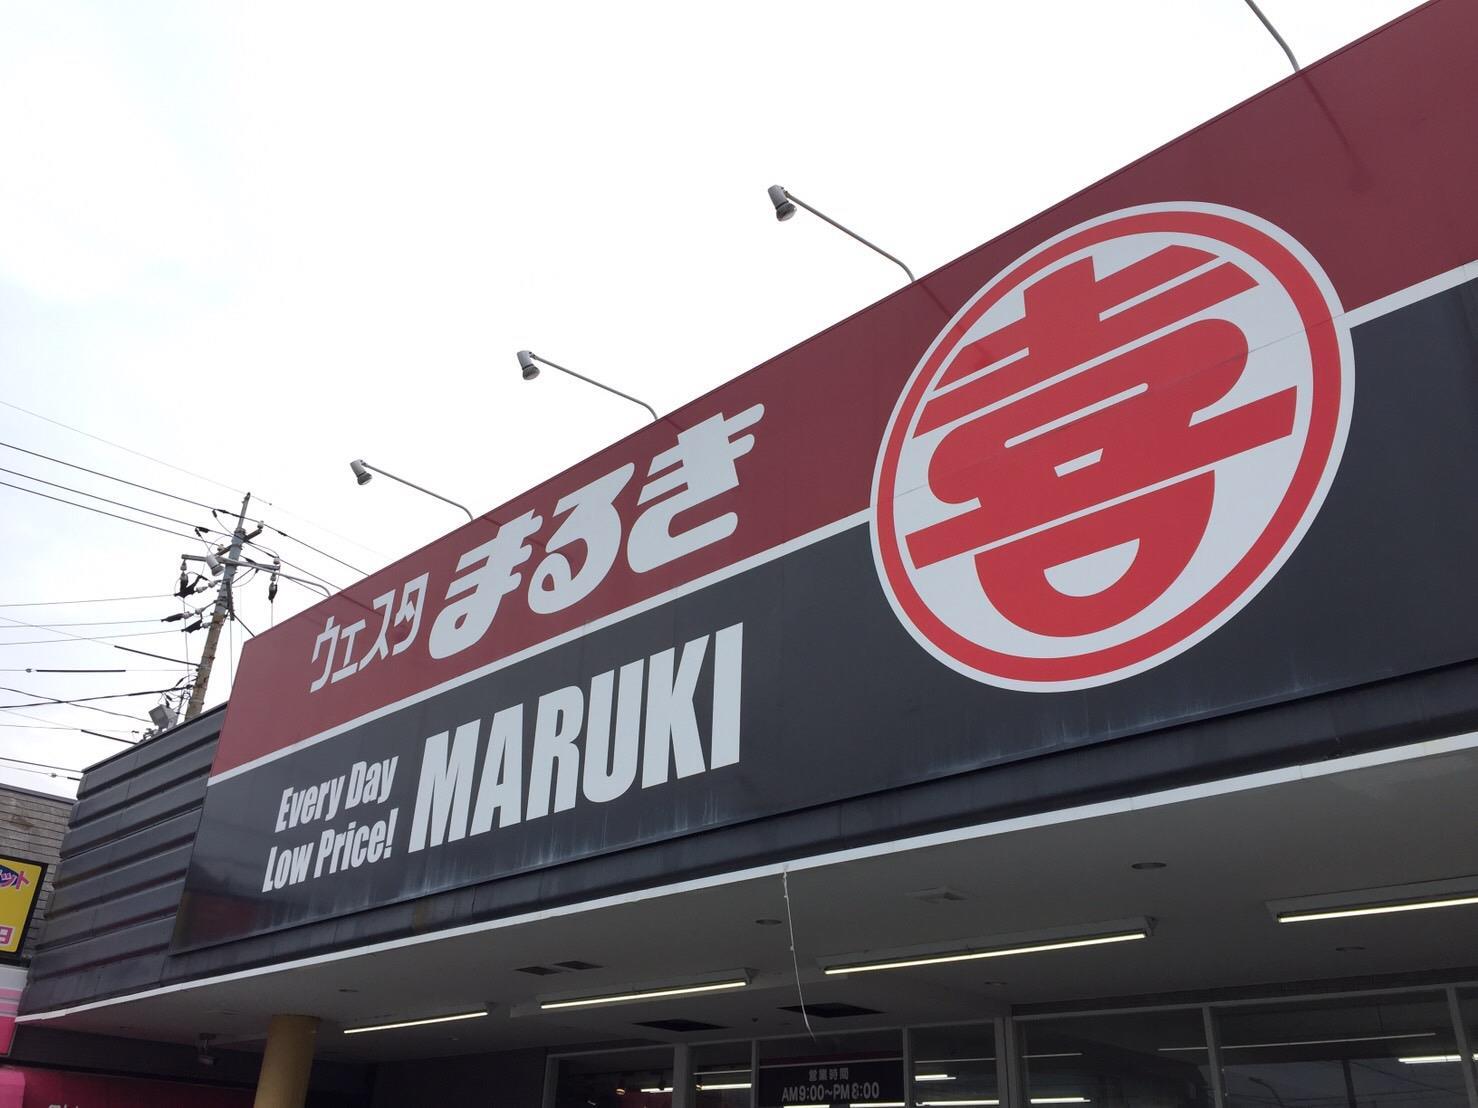 ウェスタ まるき
喜
Every Day
Low Price!
MARUKI
営業時間
AM9:00~PM8:00